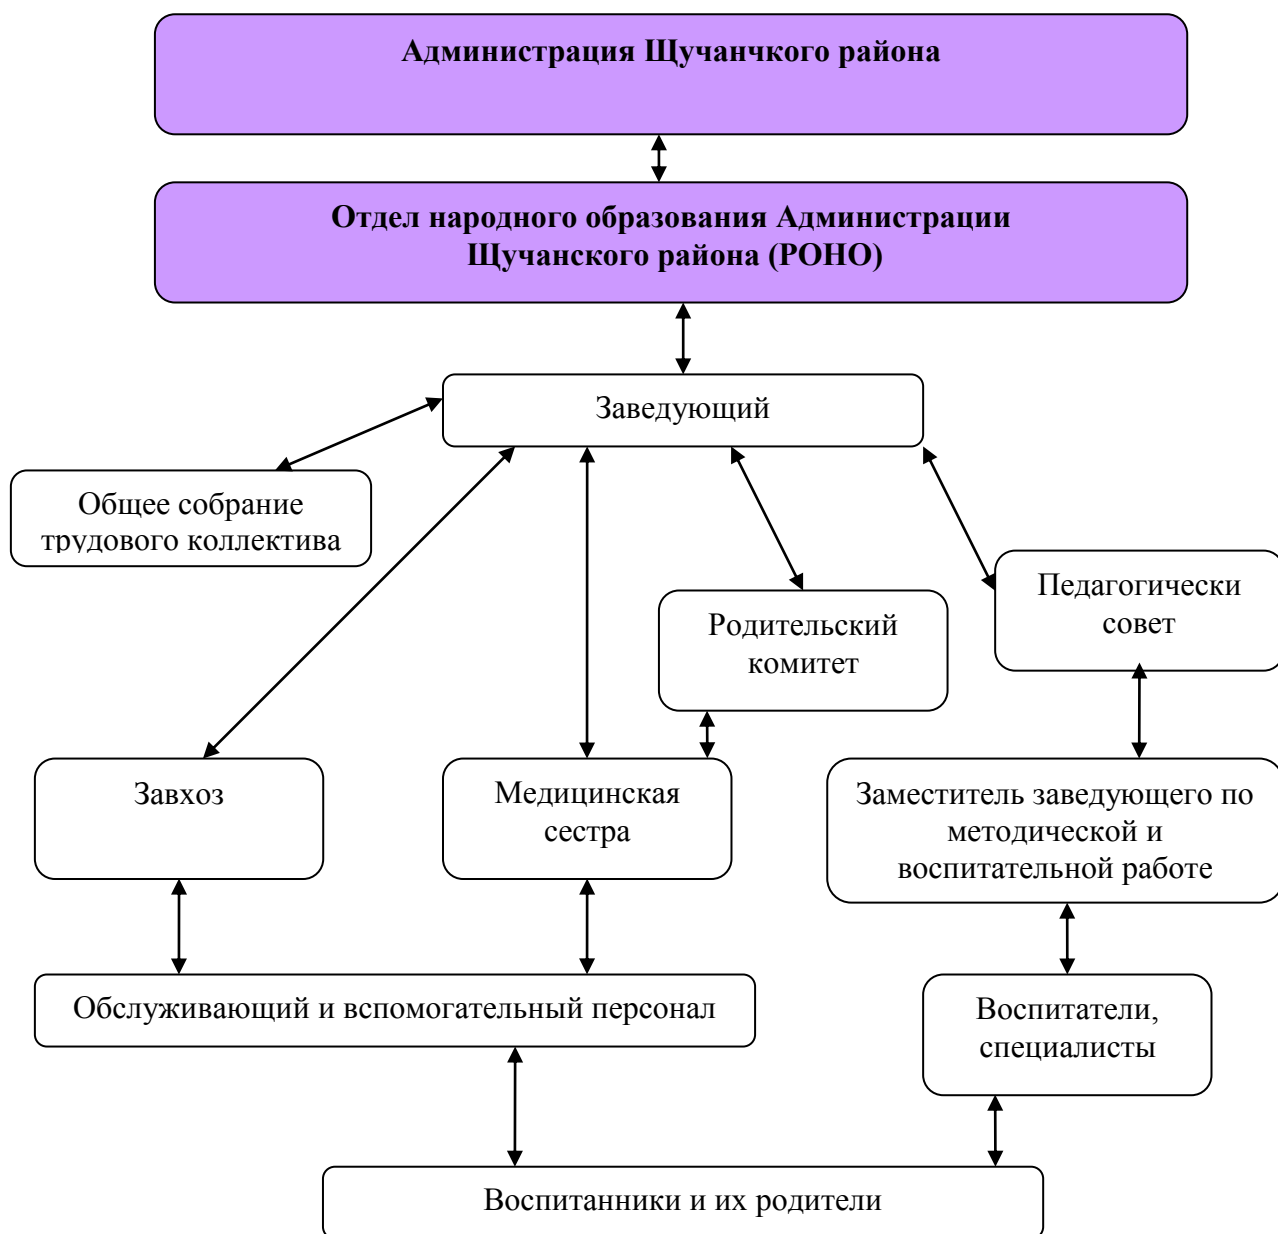 Администрация Щучанчкого района
Отдел народного образования Администрации
Щучанского района (РОНО)
Заведующий
Общее собрание
трудового коллектива
Педагогически
совет
Родительский
комитет
Завхоз
Медицинская
сестра
Заместитель заведующего по
методической и
воспитательной работе
Обслуживающий и вспомогательный персонал
Воспитатели,
специалисты
Воспитанники и их родители